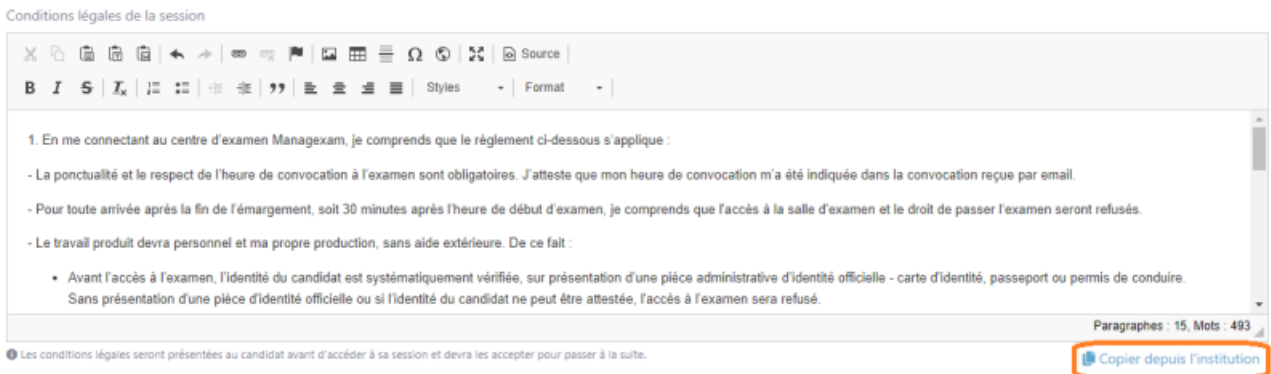 Conditions légales de la session
Source
Styles Format
1. En me connectant au centre d'examen Managexam, je comprends que le règlement ci-dessous s'applique :
- La ponctualité et le respect de l'heure de convocation à l'examen sont obligatoires. J'atteste que mon heure de convocation m'a été indiquée dans la convocation reçue par email.
- Pour toute arrivée après la fin de l'émargement, soit 30 minutes après l'heure de début d'examen, je comprends que l'accès à la salle d'examen et le droit de passer l'examen seront refusés.
- Le travail produit devra personnel et ma propre production, sans aide extérieure. De ce fait :
• Avant l'accès à l'examen, l'identité du candidat est systématiquement vérifiée, sur présentation d'une pièce administrative d'identité officielle - carte d'identité, passeport ou permis de conduire.
Sans présentation d'une pièce d'identité officielle ou si l'identité du candidat ne peut être attestée, l'accès à l'examen sera refusé.
Paragraphes : 15, Mots : 493
Les conditions légales seront présentées au candidat avant d'accéder à sa session et devra les accepter pour passer à la suite.
Copier depuis l'institution